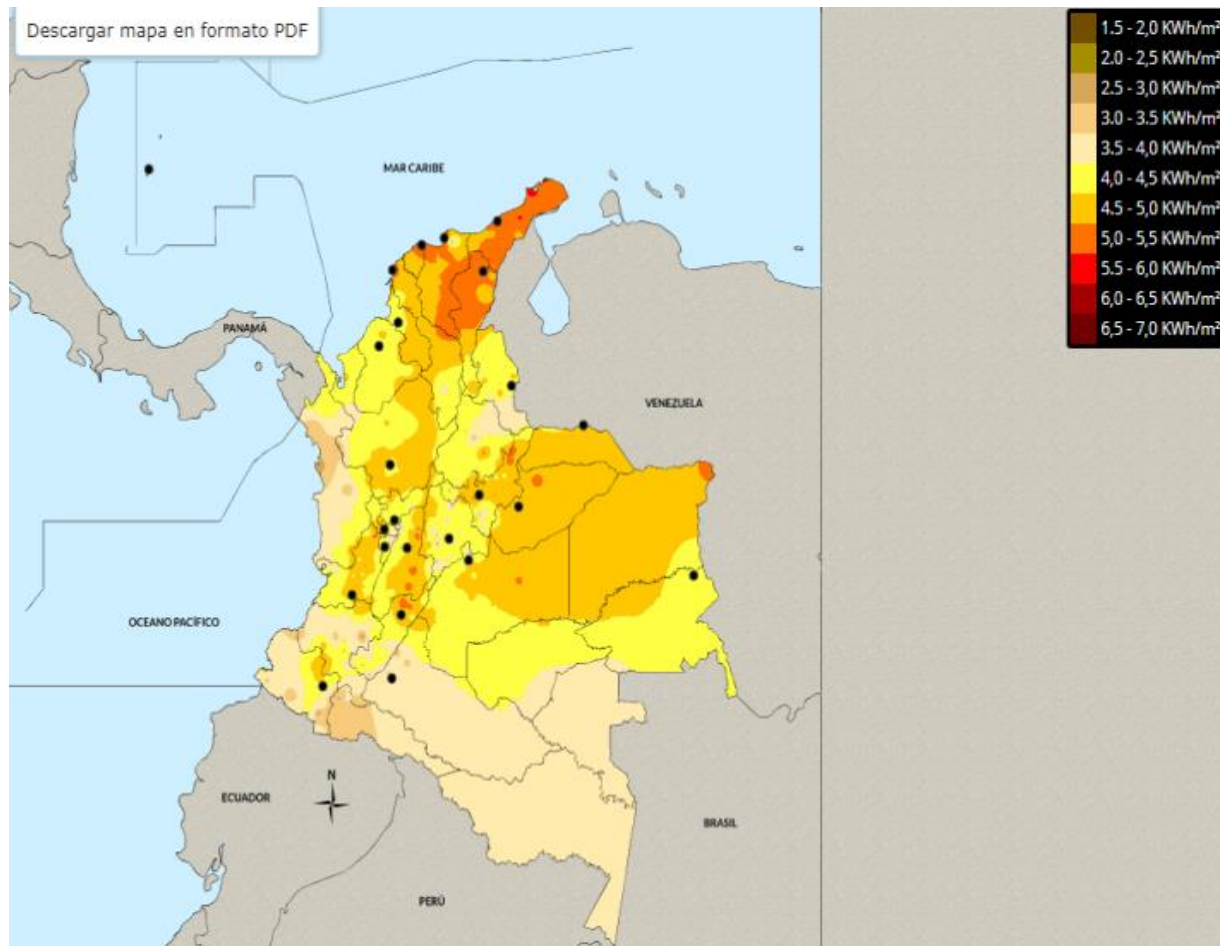 Descargar mapa en formato PDF
1.5 - 2,0 KWh/m²
2.0 - 2,5 KWh/m²
2.5 - 3,0 KWh/m²
3.0 - 3.5 KWh/m²
3.5 - 4,0 KWh/m²
4,0 - 4,5 KWh/m²
4.5 - 5,0 KWh/m²
5,0 - 5,5 KWh/m²
5.5 - 6,0 KWh/m²
6,0 - 6,5 KWh/m²
6,5 - 7,0 KWh/m²
MAR CARIBE
PANAMÁ
VENEZUELA
OCEANO PACÍFICO
N
ECUADOR
BRASIL
PERÚ